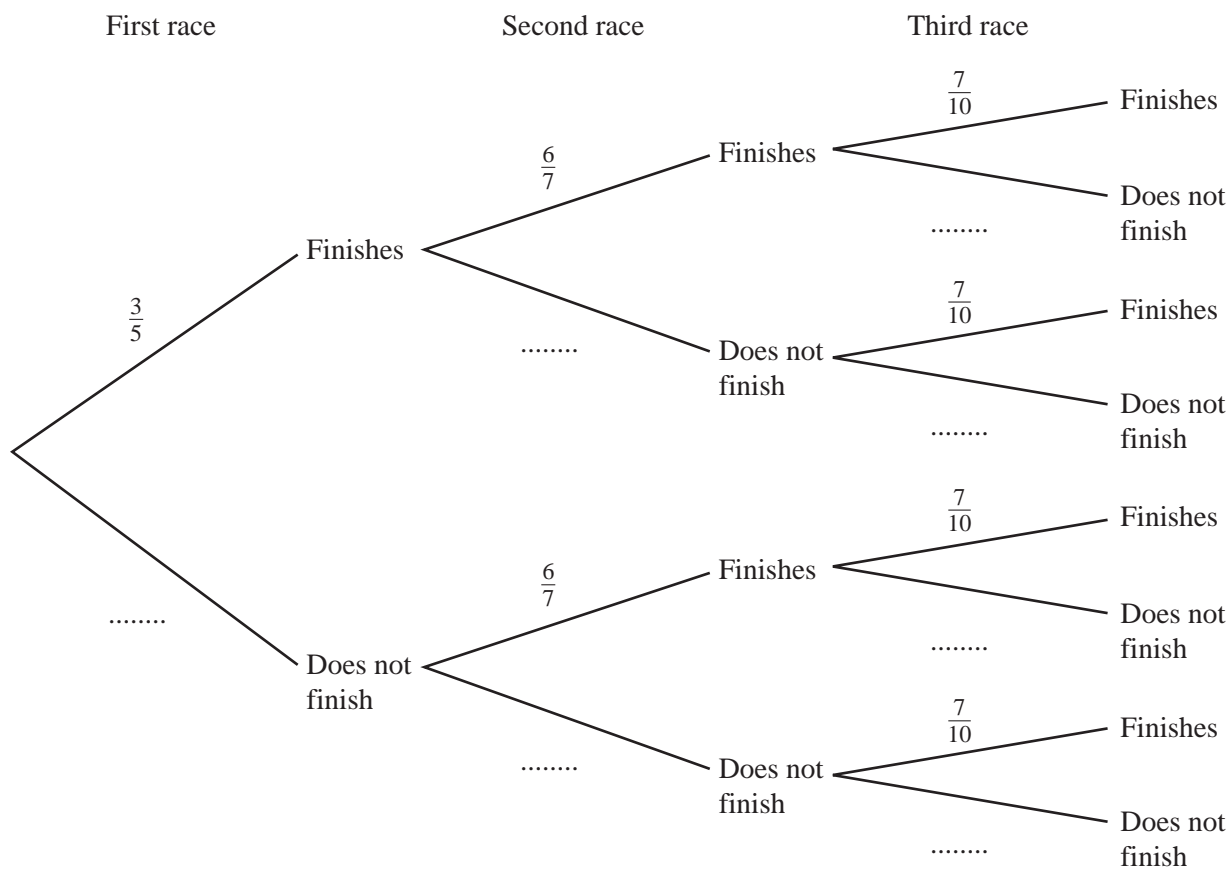 First race Second race Third race
7/10
Finishes
6/7
Finishes
Does not
finish
........
Finishes
3/5
7/10
Finishes
........
Does not
finish
Does not
finish
........
7/10
Finishes
6/7
Finishes
........
Does not
finish
........
Does not
finish
7/10
Finishes
........
Does not
finish
Does not
finish
........